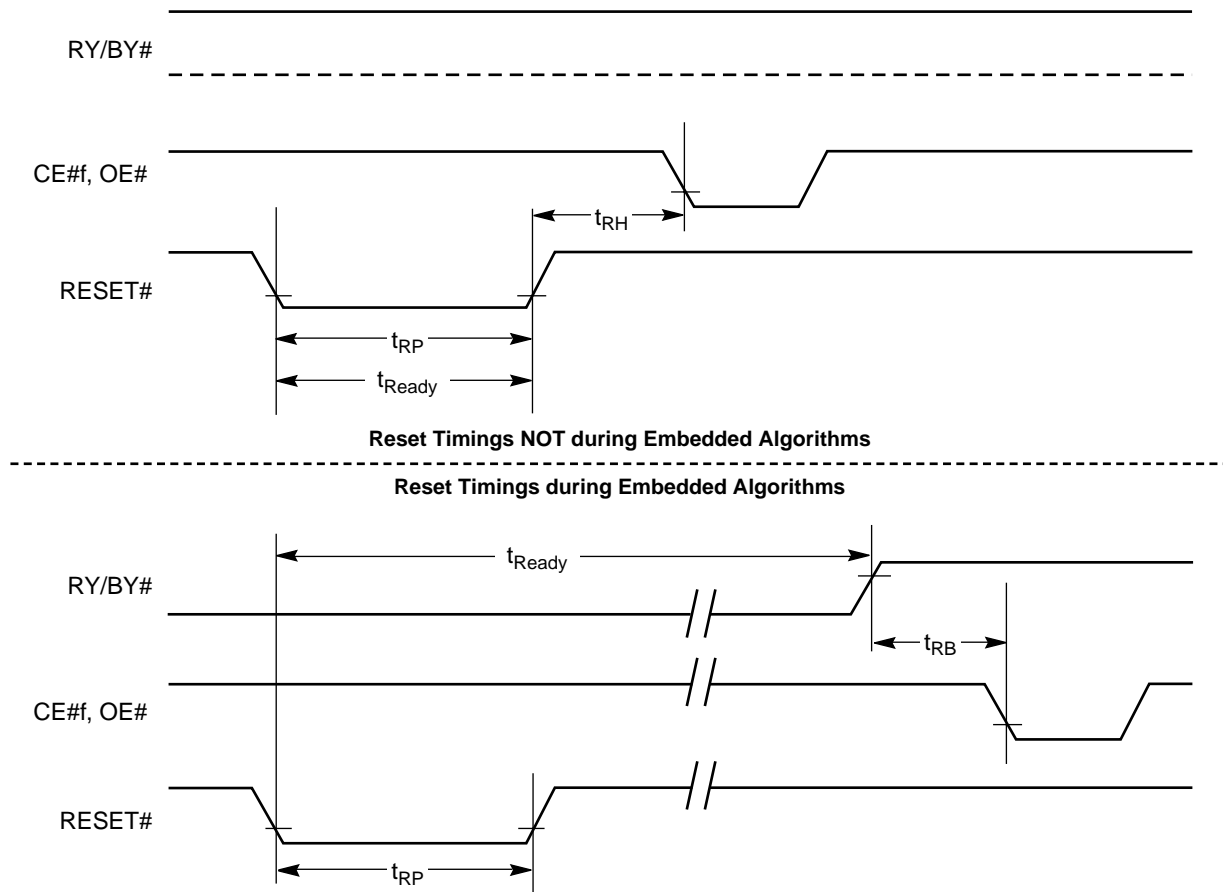 RY/BY#
CE#f, OE#
tRH
RESET#
tRP
tReady
Reset Timings NOT during Embedded Algorithms
Reset Timings during Embedded Algorithms
tReady
RY/BY#
tRB
CE#f, OE#
RESET#
tRP